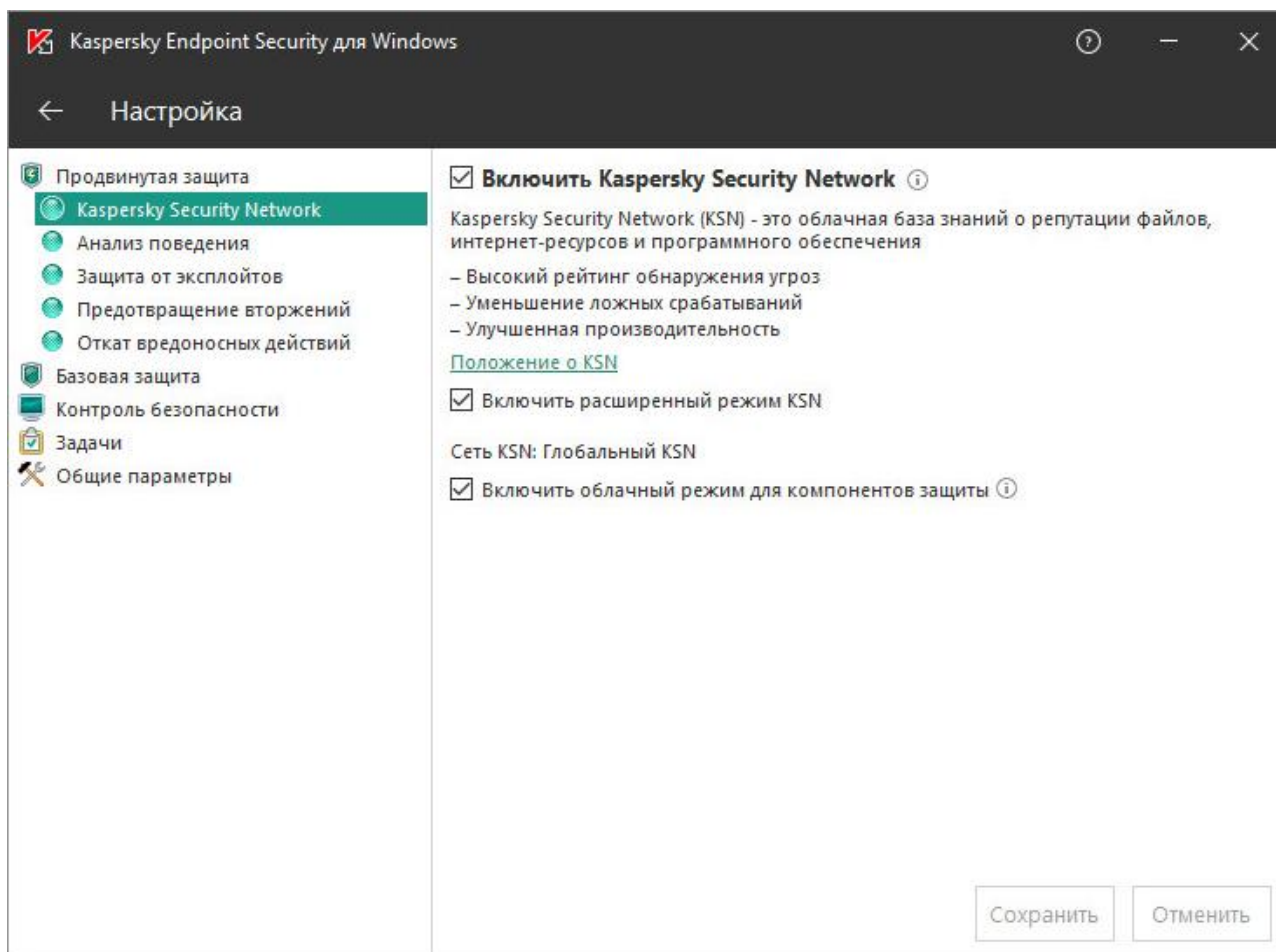 Kaspersky Endpoint Security для Windows
Настройка
Продвинутая защита
Kaspersky Security Network
Анализ поведения
Защита от эксплойтов
Предотвращение вторжений
Откат вредоносных действий
Базовая защита
Контроль безопасности
Задачи
Общие параметры
Включить Kaspersky Security Network
Kaspersky Security Network (KSN) - это облачная база знаний о репутации файлов,
интернет-ресурсов и программного обеспечения
– Высокий рейтинг обнаружения угроз
– Уменьшение ложных срабатываний
– Улучшенная производительность
Положение о KSN
Включить расширенный режим KSN
Сеть KSN: Глобальный KSN
Включить облачный режим для компонентов защиты
Сохранить
Отменить